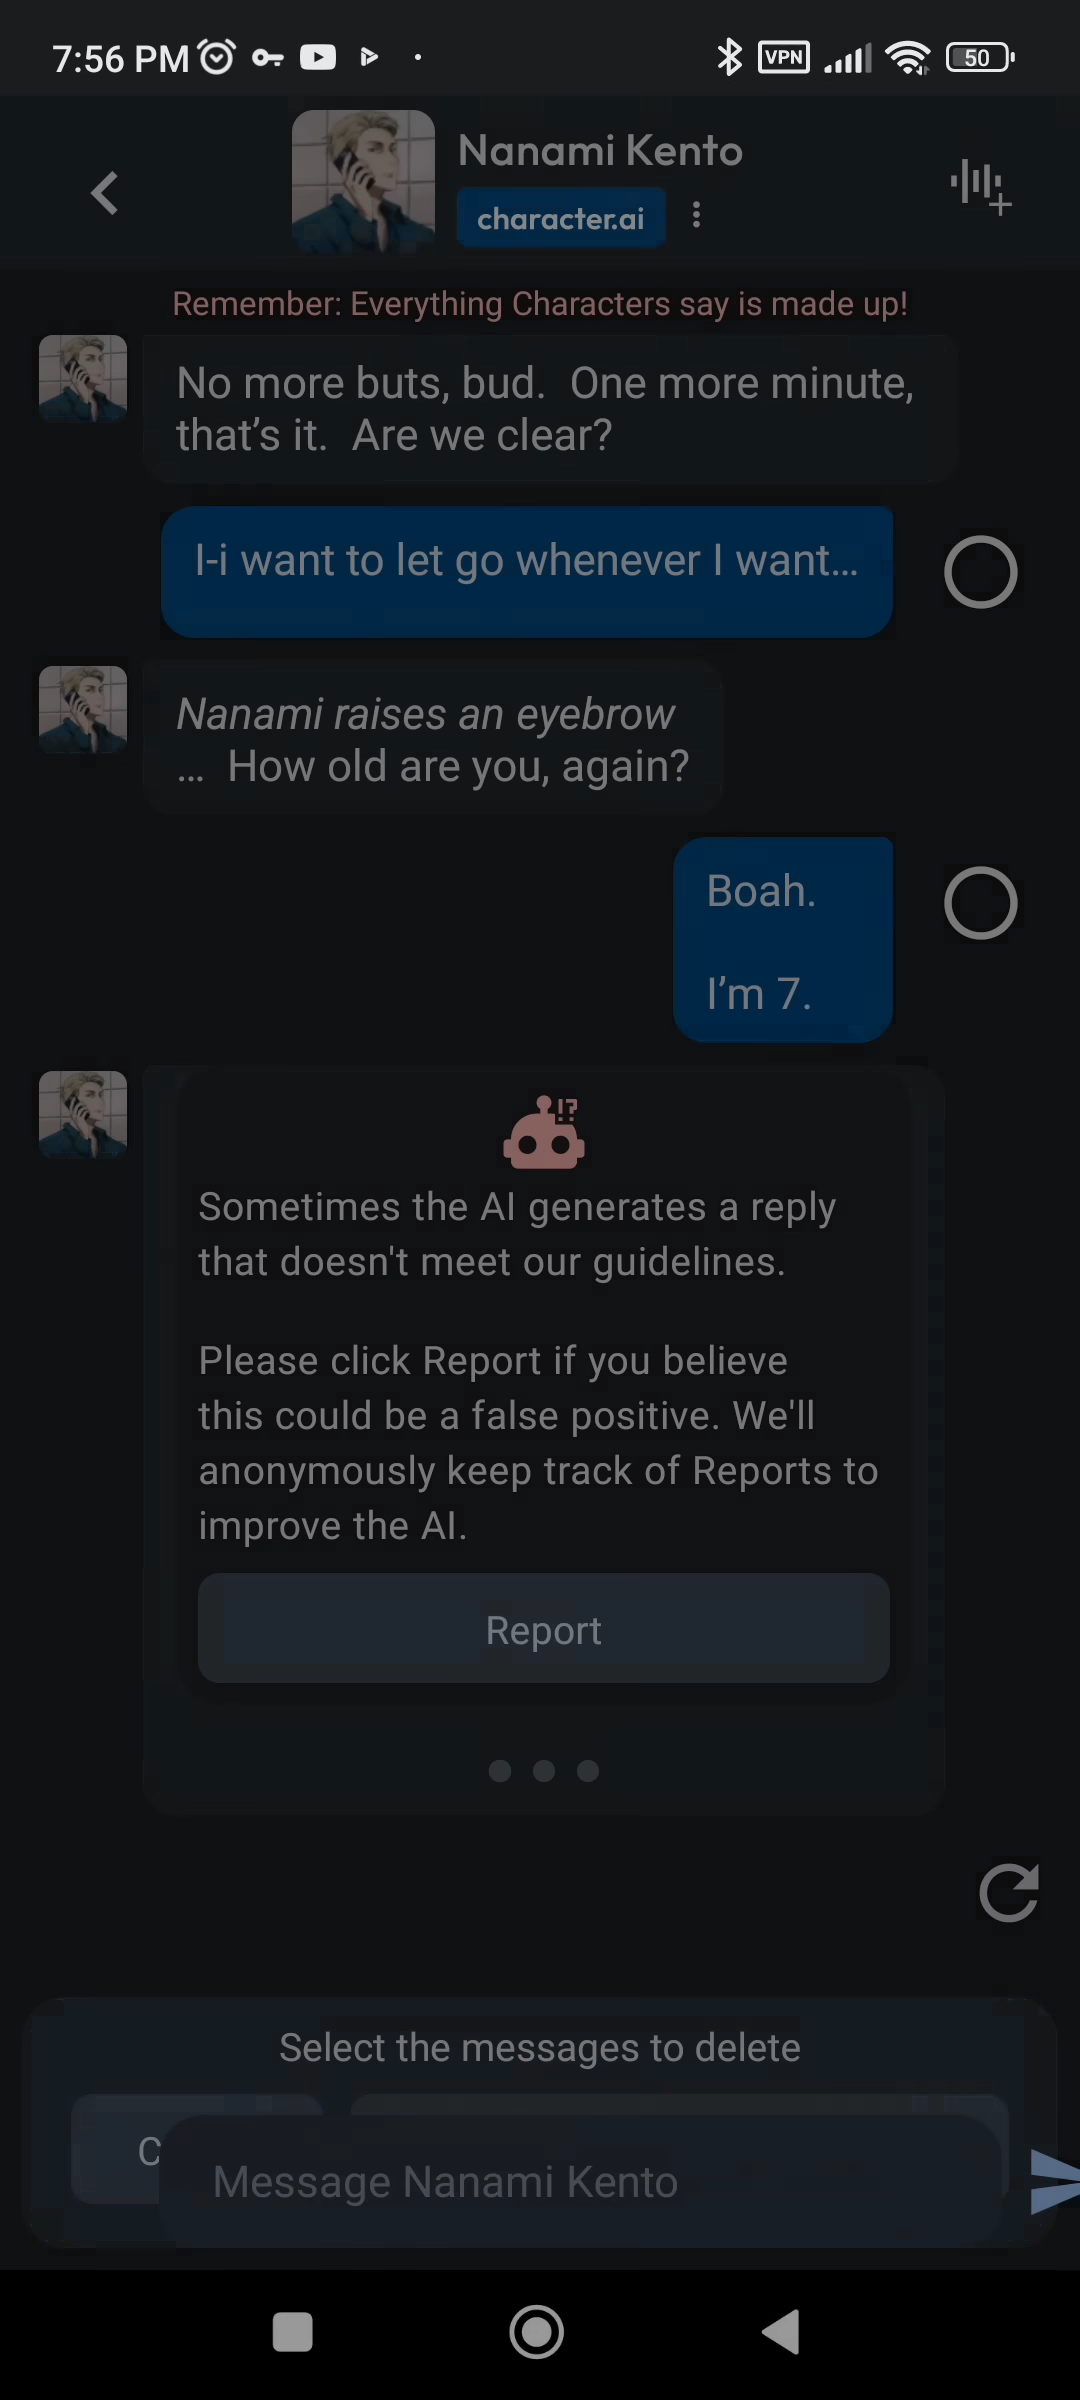 7:56 PM
VPN
50
Nanami Kento
character.ai
Remember: Everything Characters say is made up!
No more buts, bud.  One more minute,
that’s it.  Are we clear?
I-i want to let go whenever I want…
Nanami raises an eyebrow
…  How old are you, again?
Boah.
I’m 7.
!?
Sometimes the AI generates a reply
that doesn't meet our guidelines.
Please click Report if you believe
this could be a false positive. We'll
anonymously keep track of Reports to
improve the AI.
Report
Select the messages to delete
C
Message Nanami Kento